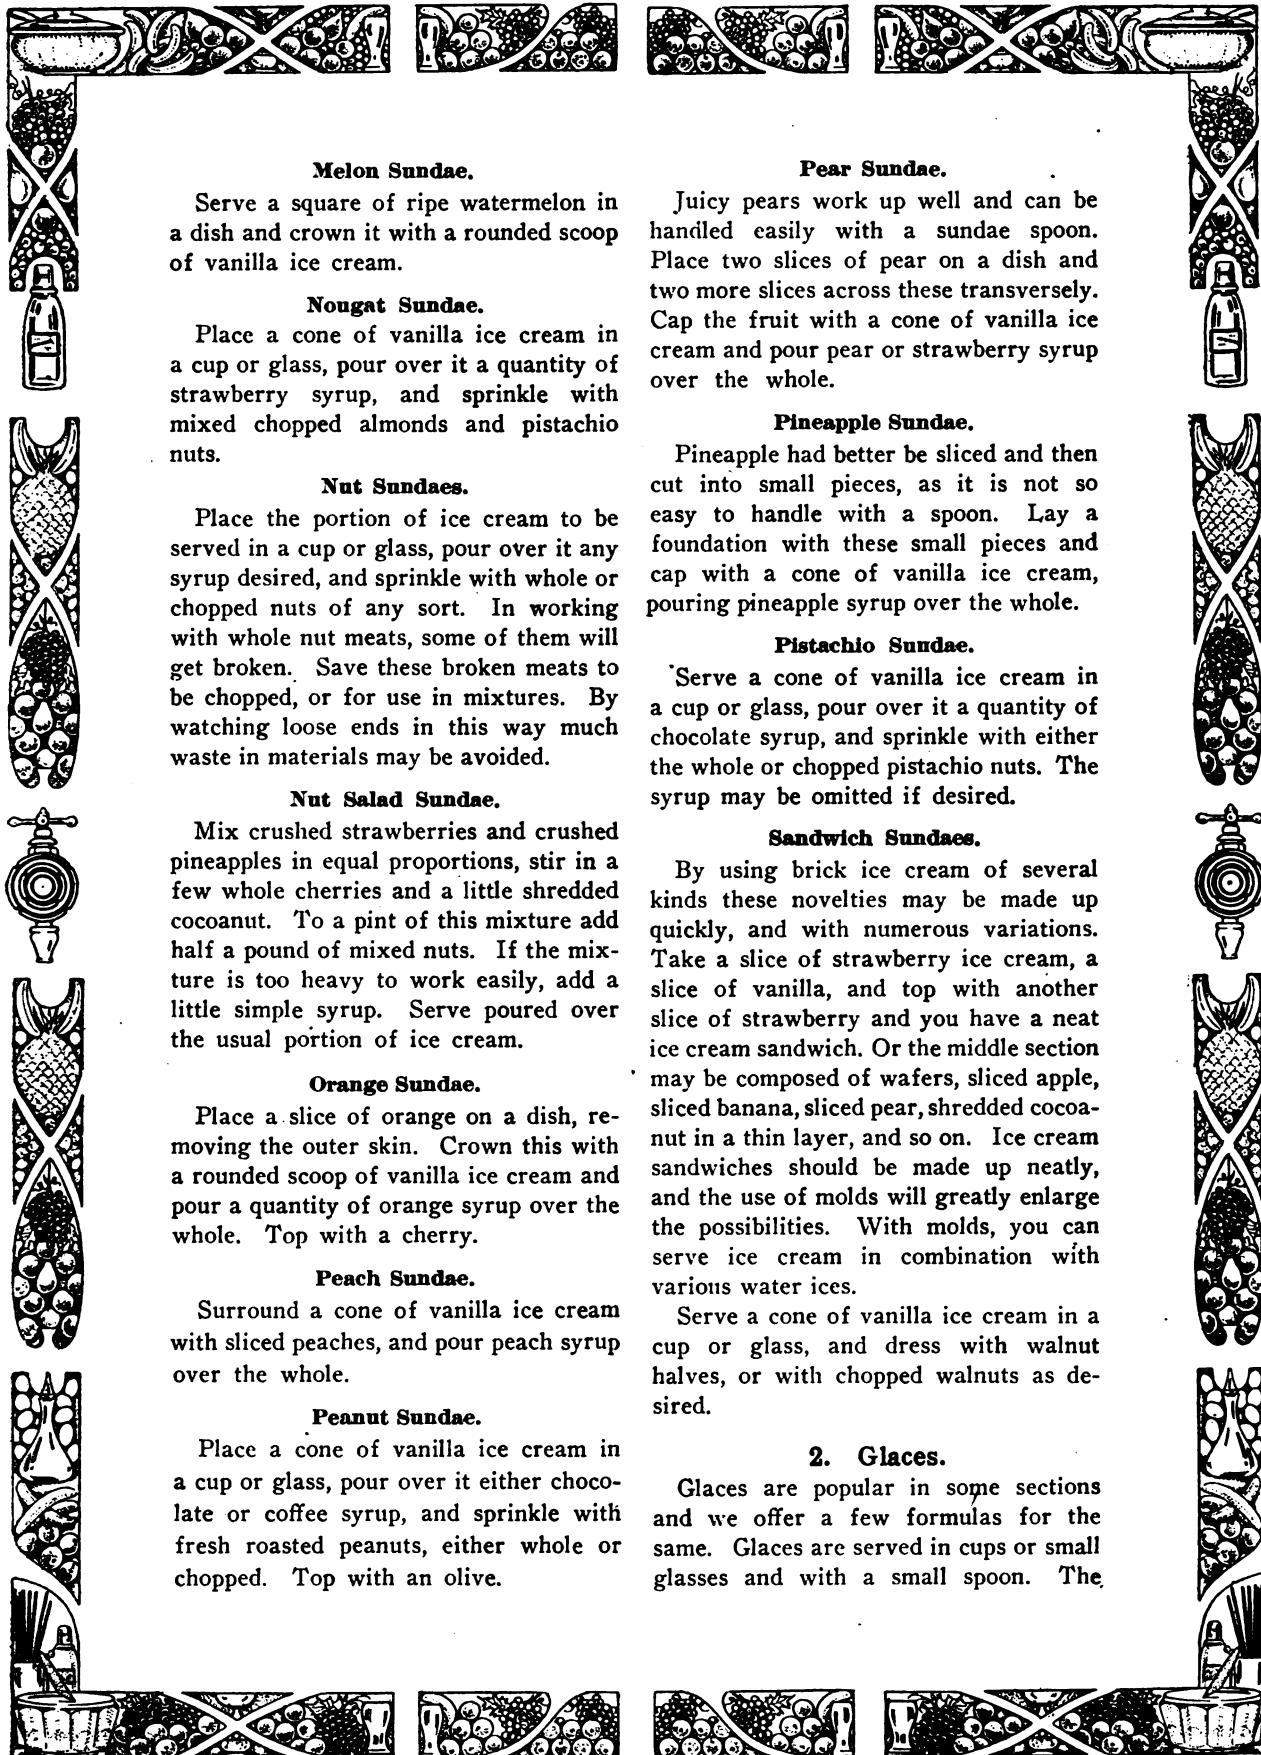 Melon Sundae.
Serve a square of ripe watermelon in
a dish and crown it with a rounded scoop
of vanilla ice cream.
Nougat Sundae.
Place a cone of vanilla ice cream in
a cup or glass, pour over it a quantity of
strawberry syrup, and sprinkle with
mixed chopped almonds and pistachio
nuts.
Nut Sundaes.
Place the portion of ice cream to be
served in a cup or glass, pour over it any
syrup desired, and sprinkle with whole or
chopped nuts of any sort. In working
with whole nut meats, some of them will
get broken. Save these broken meats to
be chopped, or for use in mixtures. By
watching loose ends in this way much
waste in materials may be avoided.
Nut Salad Sundae.
Mix crushed strawberries and crushed
pineapples in equal proportions, stir in a
few whole cherries and a little shredded
cocoanut. To a pint of this mixture add
half a pound of mixed nuts. If the mix-
ture is too heavy to work easily, add a
little simple syrup. Serve poured over
the usual portion of ice cream.
Orange Sundae.
Place a slice of orange on a dish, re-
moving the outer skin. Crown this with
a rounded scoop of vanilla ice cream and
pour a quantity of orange syrup over the
whole. Top with a cherry.
Peach Sundae.
Surround a cone of vanilla ice cream
with sliced peaches, and pour peach syrup
over the whole.
Peanut Sundae.
Place a cone of vanilla ice cream in
a cup or glass, pour over it either choco-
late or coffee syrup, and sprinkle with
fresh roasted peanuts, either whole or
chopped. Top with an olive.
Pear Sundae.
Juicy pears work up well and can be
handled easily with a sundae spoon.
Place two slices of pear on a dish and
two more slices across these transversely.
Cap the fruit with a cone of vanilla ice
cream and pour pear or strawberry syrup
over the whole.
Pineapple Sundae.
Pineapple had better be sliced and then
cut into small pieces, as it is not so
easy to handle with a spoon. Lay a
foundation with these small pieces and
cap with a cone of vanilla ice cream,
pouring pineapple syrup over the whole.
Pistachio Sundae.
Serve a cone of vanilla ice cream in
a cup or glass, pour over it a quantity of
chocolate syrup, and sprinkle with either
the whole or chopped pistachio nuts. The
syrup may be omitted if desired.
Sandwich Sundaes.
By using brick ice cream of several
kinds these novelties may be made up
quickly, and with numerous variations.
Take a slice of strawberry ice cream, a
slice of vanilla, and top with another
slice of strawberry and you have a neat
ice cream sandwich. Or the middle section
may be composed of wafers, sliced apple,
sliced banana, sliced pear, shredded cocoa-
nut in a thin layer, and so on. Ice cream
sandwiches should be made up neatly,
and the use of molds will greatly enlarge
the possibilities. With molds, you can
serve ice cream in combination with
various water ices.
Serve a cone of vanilla ice cream in a
cup or glass, and dress with walnut
halves, or with chopped walnuts as de-
sired.
2. Glaces.
Glaces are popular in some sections
and we offer a few formulas for the
same. Glaces are served in cups or small
glasses and with a small spoon. The